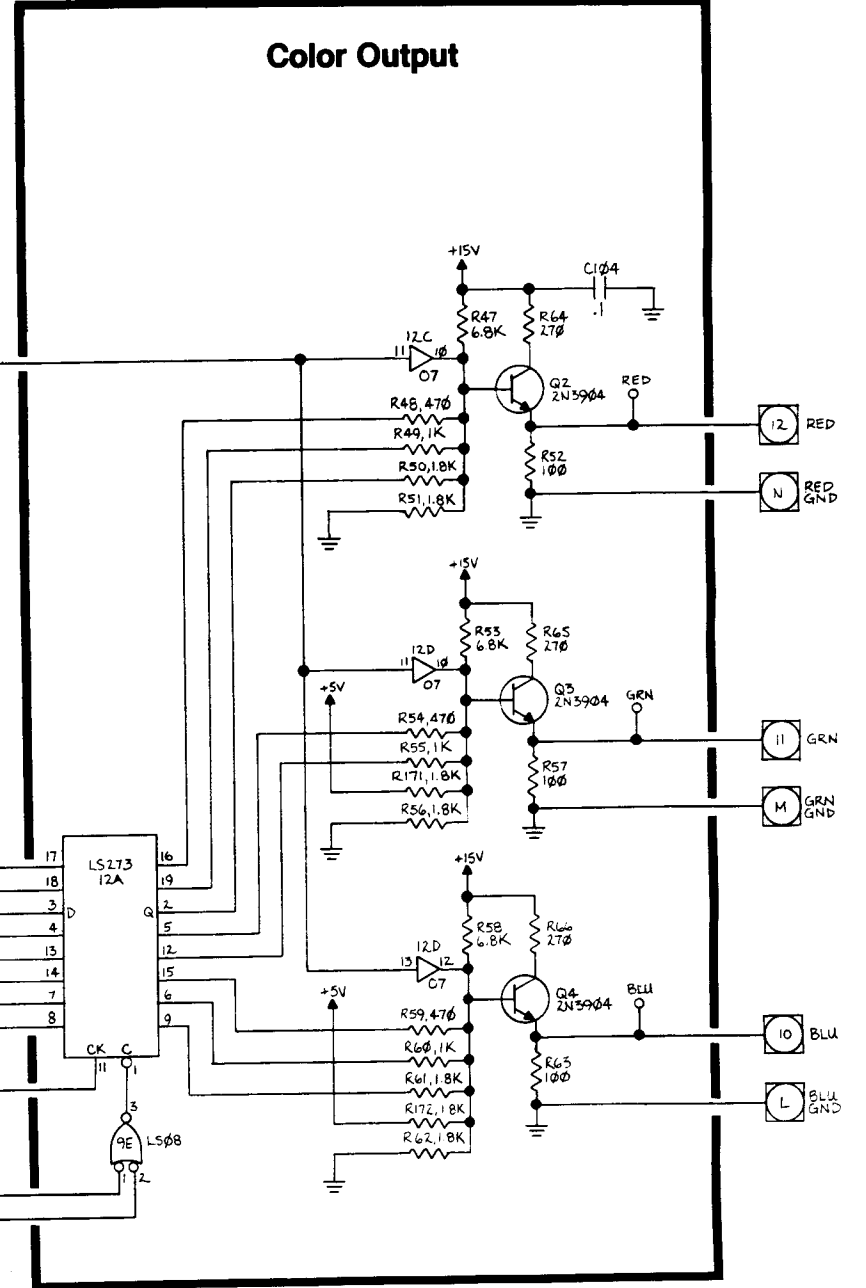 Color Output
+15V
C1Ø4
.1
R47
6.8K
R64
27Ø
12C
11
1Ø
07
Q2
2N39Ø4
RED
R48,47Ø
R49,1K
R5Ø,1.8K
R51,1.8K
R52
1ØØ
12
RED
N
RED
GND
+15V
R53
6.8K
R65
27Ø
12D
11
1Ø
07
+5V
Q3
2N39Ø4
GRN
R54,47Ø
R55,1K
R171,1.8K
R56,1.8K
R57
1ØØ
11
GRN
M
GRN
GND
+15V
R58
6.8K
R66
27Ø
12D
13
12
07
+5V
Q4
2N39Ø4
BLU
R59,47Ø
R6Ø,1K
R61,1.8K
R172,1.8K
R62,1.8K
R63
1ØØ
10
BLU
L
BLU
GND
LS273
12A
17
16
18
19
3
D
Q
2
4
5
13
12
14
15
7
6
8
9
CK
C
11
1
3
9E
LSØ8
1
2